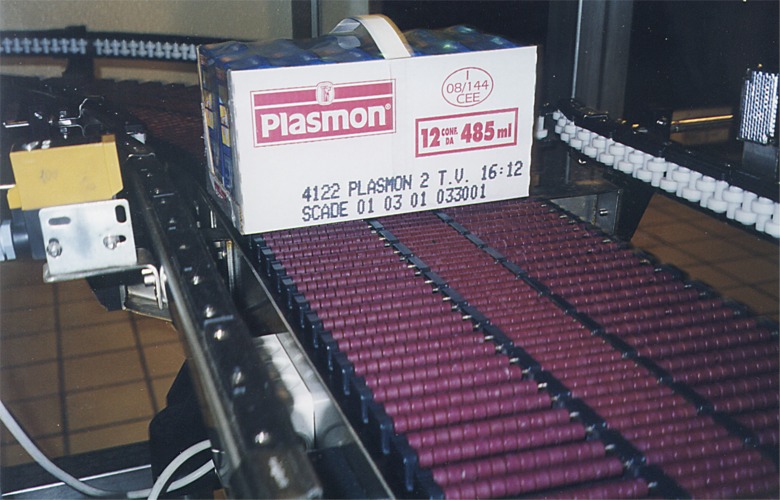 Plasmon®
I
08/144
CEE
12 CONF. DA 485 ml
4122 PLASMON 2 T.V. 16:12
SCADE 01 03 01 033001